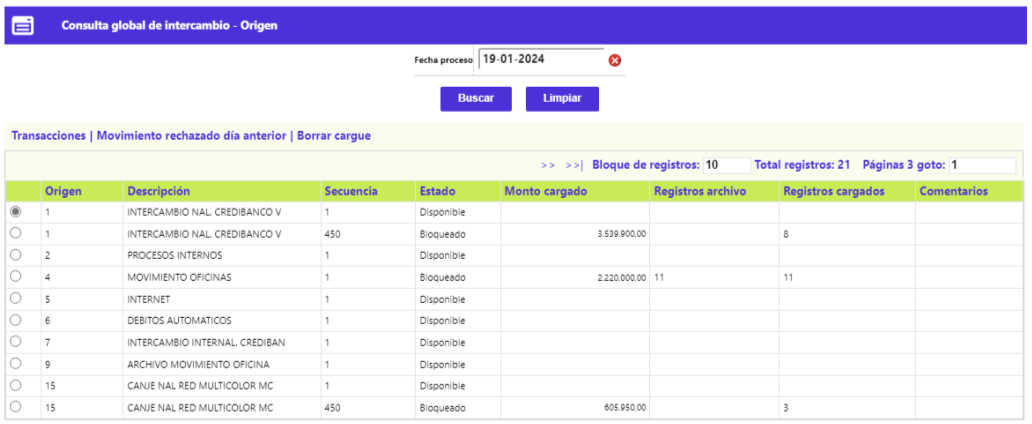 Consulta global de intercambio - Origen
Fecha proceso 19-01-2024
Buscar Limpiar
Transacciones | Movimiento rechazado día anterior | Borrar cargue
>> >>| Bloque de registros: 10 Total registros: 21 Páginas 3 goto: 1
Origen Descripción Secuencia Estado Monto cargado Registros archivo Registros cargados Comentarios
1 INTERCAMBIO NAL. CREDIBANCO V 1 Disponible
1 INTERCAMBIO NAL. CREDIBANCO V 450 Bloqueado 3.539.900,00 8
2 PROCESOS INTERNOS 1 Disponible
4 MOVIMIENTO OFICINAS 1 Bloqueado 2.220.000,00 11 11
5 INTERNET 1 Disponible
6 DEBITOS AUTOMATICOS 1 Disponible
7 INTERCAMBIO INTERNAL. CREDIBAN 1 Disponible
9 ARCHIVO MOVIMIENTO OFICINA 1 Disponible
15 CANJE NAL RED MULTICOLOR MC 1 Disponible
15 CANJE NAL RED MULTICOLOR MC 450 Bloqueado 605.950,00 3